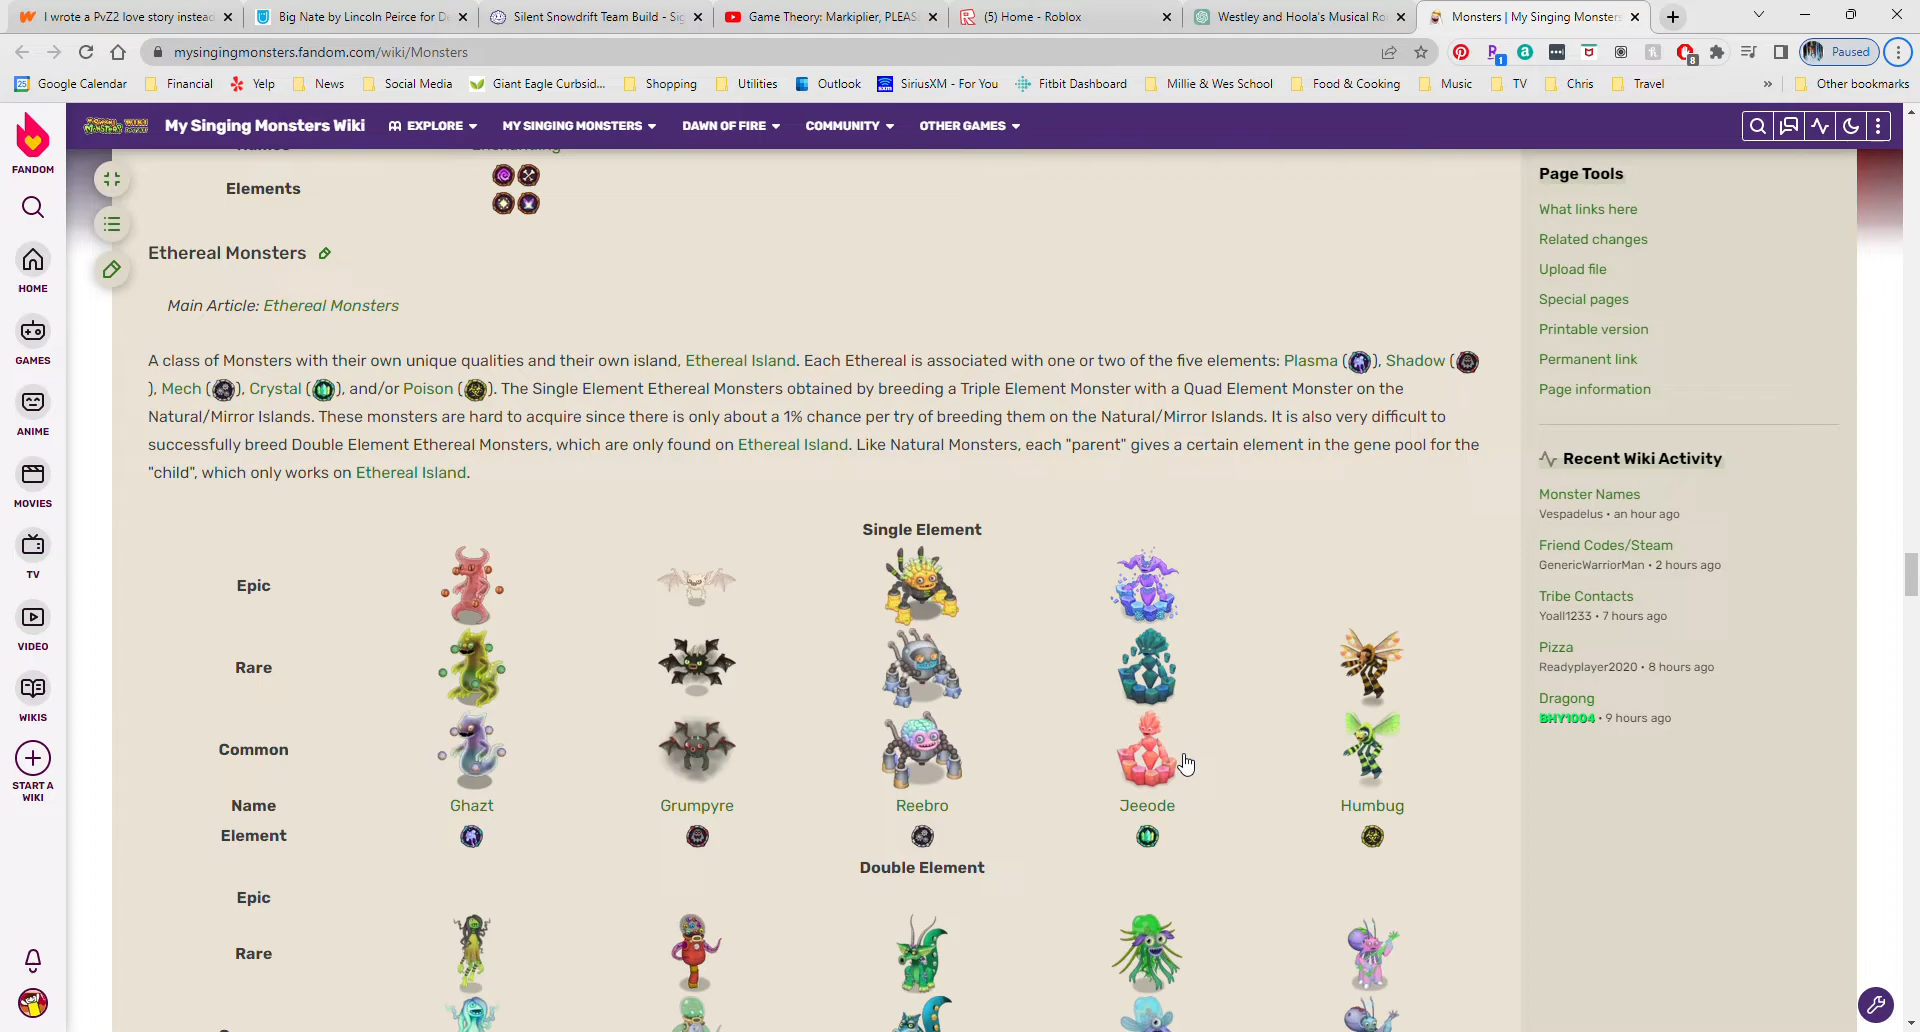 I wrote a PvZ2 love story instead
Big Nate by Lincoln Peirce for De
Silent Snowdrift Team Build - Sig
Game Theory: Markiplier, PLEAS
(5) Home - Roblox
Westley and Hoola's Musical Ro
Monsters | My Singing Monsters
mysingingmonsters.fandom.com/wiki/Monsters
1
8
Paused
Google Calendar
Financial
Yelp
News
Social Media
Giant Eagle Curbsid...
Shopping
Utilities
Outlook
SiriusXM - For You
Fitbit Dashboard
Millie & Wes School
Food & Cooking
Music
TV
Chris
Travel
»
Other bookmarks
My Singing Monsters Wiki
EXPLORE
MY SINGING MONSTERS
DAWN OF FIRE
COMMUNITY
OTHER GAMES
FANDOM
HOME
GAMES
ANIME
MOVIES
TV
VIDEO
WIKIS
START A
WIKI
Elements
Ethereal Monsters
Main Article: Ethereal Monsters
A class of Monsters with their own unique qualities and their own island, Ethereal Island. Each Ethereal is associated with one or two of the five elements: Plasma ( ), Shadow (
), Mech ( ), Crystal ( ), and/or Poison ( ). The Single Element Ethereal Monsters obtained by breeding a Triple Element Monster with a Quad Element Monster on the
Natural/Mirror Islands. These monsters are hard to acquire since there is only about a 1% chance per try of breeding them on the Natural/Mirror Islands. It is also very difficult to
successfully breed Double Element Ethereal Monsters, which are only found on Ethereal Island. Like Natural Monsters, each "parent" gives a certain element in the gene pool for the
"child", which only works on Ethereal Island.
Single Element
Epic
Rare
Common
Name Ghazt Grumpyre Reebro Jeeode Humbug
Element
Double Element
Epic
Rare
Page Tools
What links here
Related changes
Upload file
Special pages
Printable version
Permanent link
Page information
Recent Wiki Activity
Monster Names
Vespadelus • an hour ago
Friend Codes/Steam
GenericWarriorMan • 2 hours ago
Tribe Contacts
Yoall1233 • 7 hours ago
Pizza
Readyplayer2020 • 8 hours ago
Dragong
BHY1004 • 9 hours ago